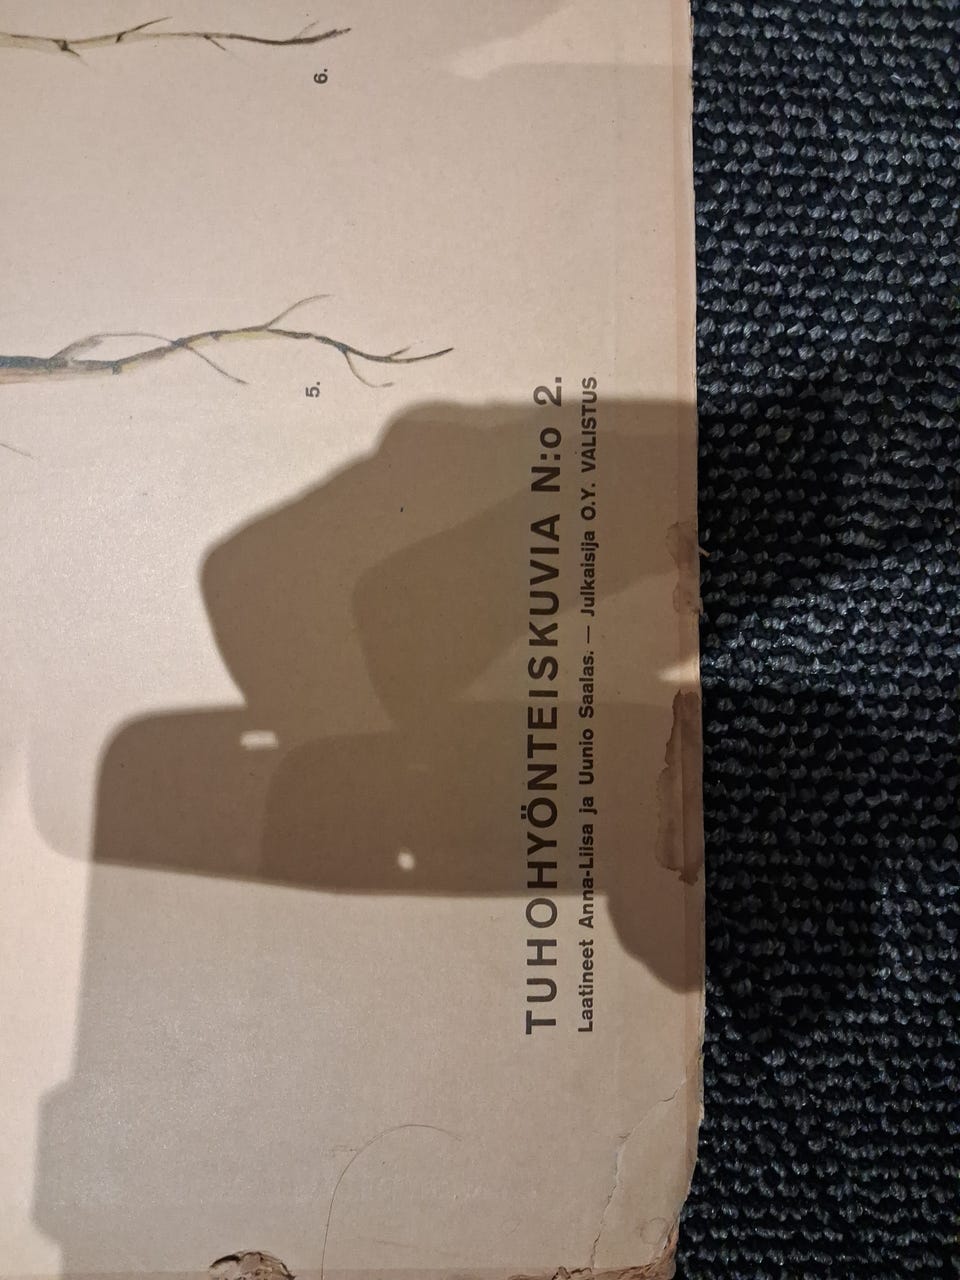 6.
5.
TUHOHYÖNTEISKUVIA N:o 2.
Laatineet Anna-Liisa ja Uunio Saalas. — Julkaisija O.Y. VALISTUS